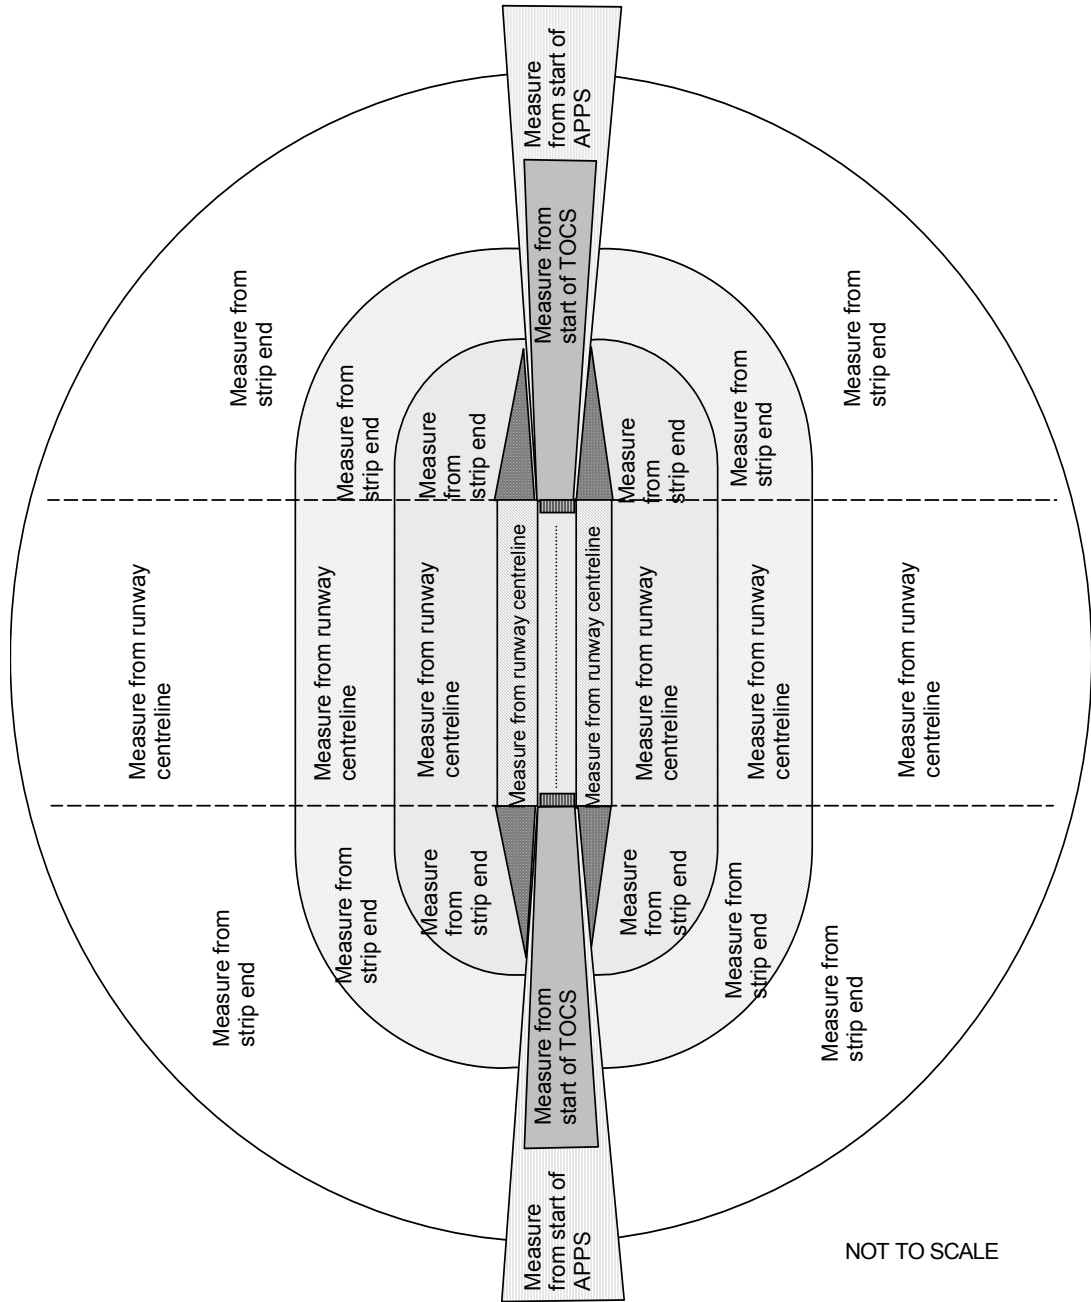 Measure
from start of
APPS
Measure from
start of TOCS
Measure from
strip end
Measure from
strip end
Measure from
strip end
Measure
from
strip end
Measure
from
strip end
Measure from
strip end
Measure from runway
centreline
Measure from runway
centreline
Measure from runway
centreline
Measure from runway centreline
Measure from runway centreline
Measure from runway
centreline
Measure from runway
centreline
Measure from runway
centreline
Measure from
strip end
Measure from
strip end
Measure
from
strip end
Measure
from
strip end
Measure from
strip end
Measure from
strip end
Measure from
start of TOCS
Measure
from start of
APPS
NOT TO SCALE